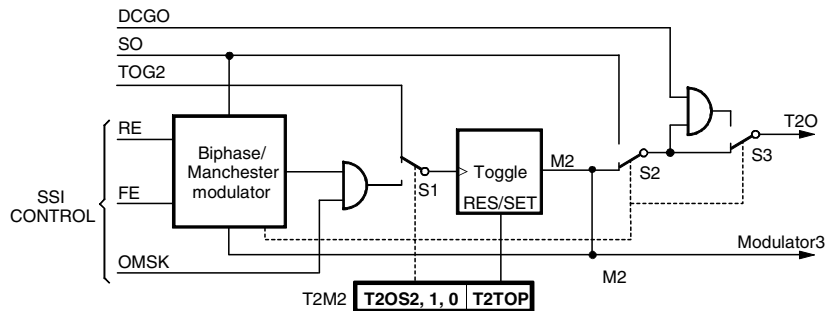 DCGO
SO
TOG2
RE
FE
OMSK
SSI
CONTROL
Biphase/
Manchester
modulator
S1
Toggle
RES/SET
M2
S2
S3
T2O
Modulator3
M2
T2M2
T2OS2, 1, 0
T2TOP